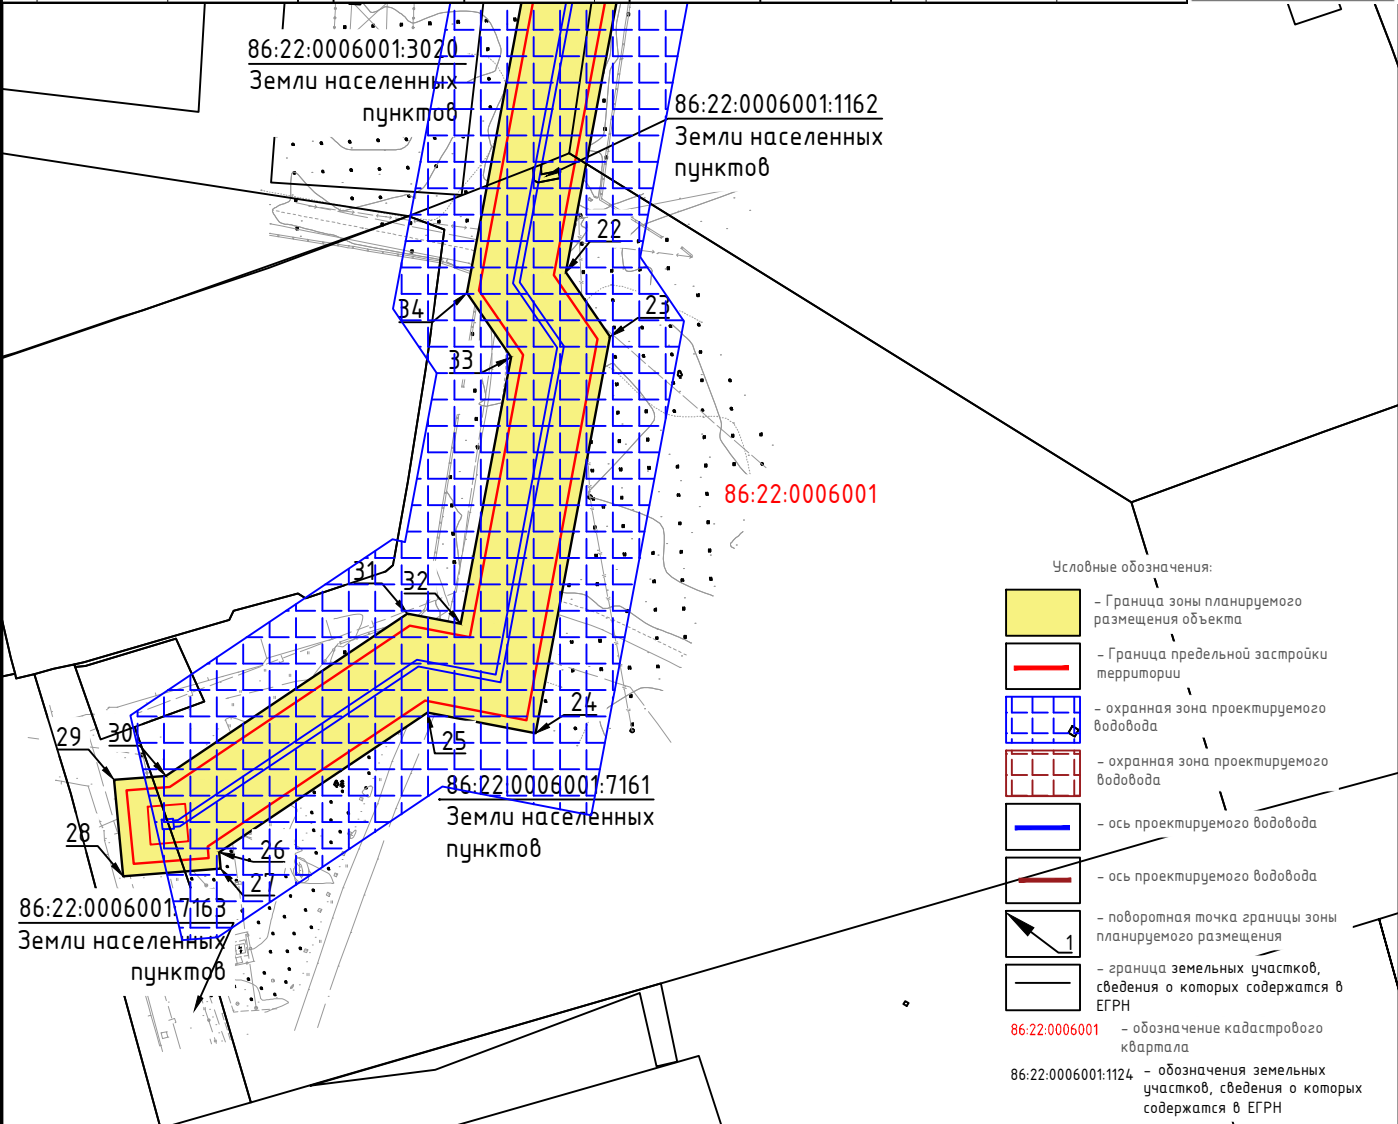 86:22:0006001:3020
Земли населенных
пунктов
86:22:0006001:1162
Земли населенных
пунктов
22
34
23
33
86:22:0006001
31
32
24
29
30
25
86:22:0006001:7161
Земли населенных
пунктов
28
26
27
86:22:0006001:7163
Земли населенных
пунктов
Условные обозначения:
- Граница зоны планируемого
размещения объекта
- Граница предельной застройки
территории
- охранная зона проектируемого
водовода
- охранная зона проектируемого
водовода
- ось проектируемого водовода
- ось проектируемого водовода
1
- поворотная точка границы зоны
планируемого размещения
- граница земельных участков,
сведения о которых содержатся в
ЕГРН
86:22:0006001 - обозначение кадастрового
квартала
86:22:0006001:1124 - обозначения земельных
участков, сведения о которых
содержатся в ЕГРН